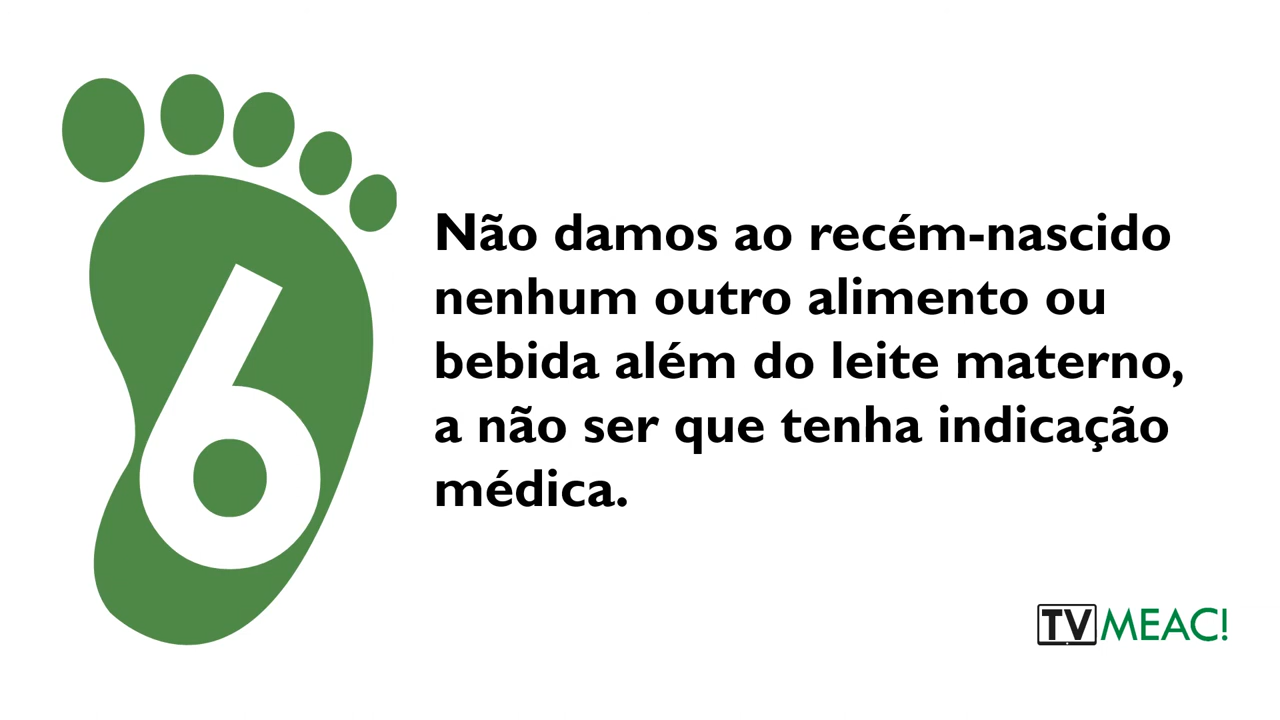 6
Não damos ao recém-nascido
nenhum outro alimento ou
bebida além do leite materno,
a não ser que tenha indicação
médica.
TV MEAC!